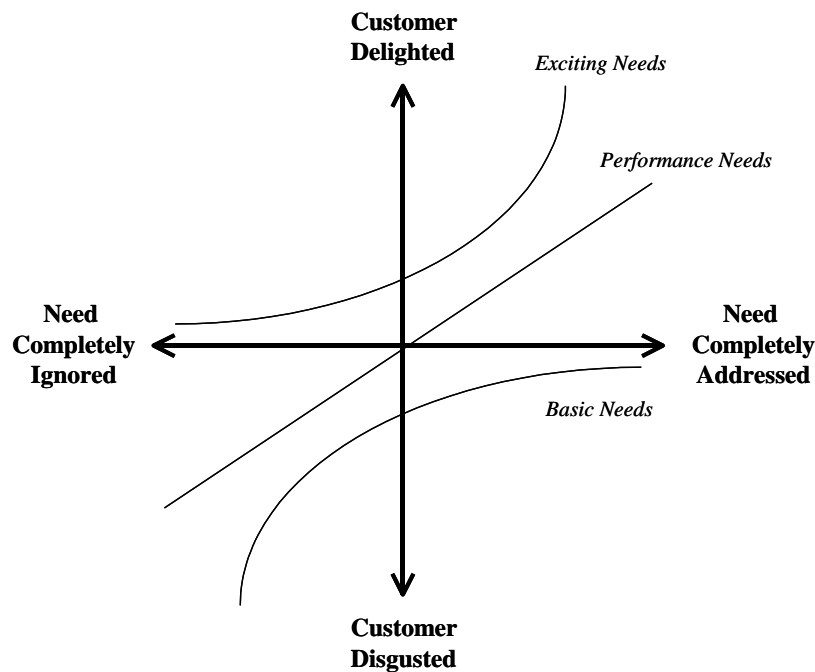 Customer
Delighted
Exciting Needs
Performance Needs
Need
Completely
Ignored
Need
Completely
Addressed
Basic Needs
Customer
Disgusted